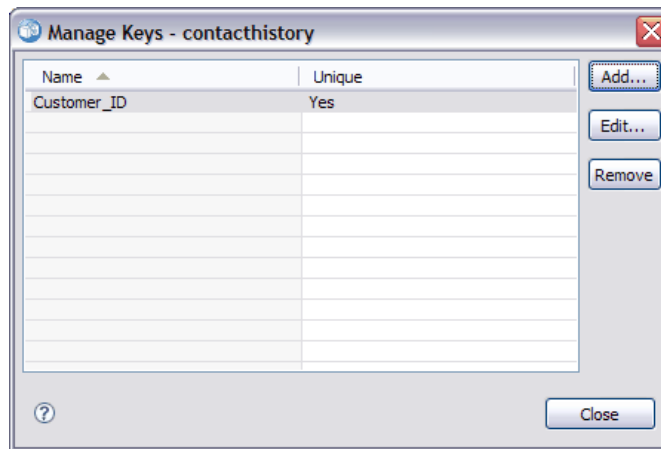 Manage Keys - contacthistory
Name Unique Add...
Customer_ID Yes
Edit...
Remove
? Close